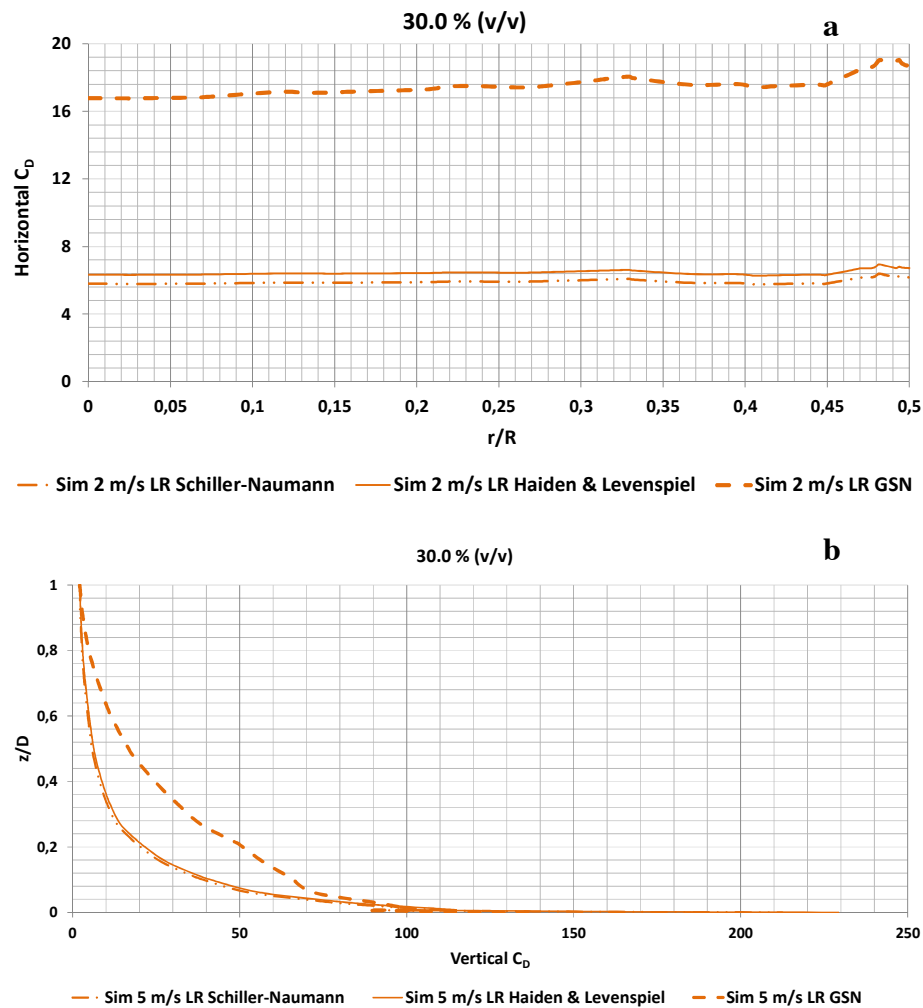 30.0 % (v/v)
a
20
16
12
8
4
0
Horizontal C_D
0 0,05 0,1 0,15 0,2 0,25 0,3 0,35 0,4 0,45 0,5
r/R
Sim 2 m/s LR Schiller-Naumann Sim 2 m/s LR Haiden & Levenspiel Sim 2 m/s LR GSN
30.0 % (v/v)
b
1
0,8
0,6
0,4
0,2
0
z/D
0 50 100 150 200 250
Vertical C_D
Sim 5 m/s LR Schiller-Naumann Sim 5 m/s LR Haiden & Levenspiel Sim 5 m/s LR GSN